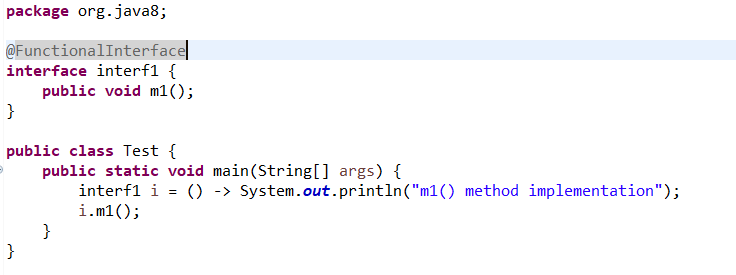 package org.java8;
@FunctionalInterface
interface interf1 {
    public void m1();
}
public class Test {
    public static void main(String[] args) {
        interf1 i = () -> System.out.println("m1() method implementation");
        i.m1();
    }
}